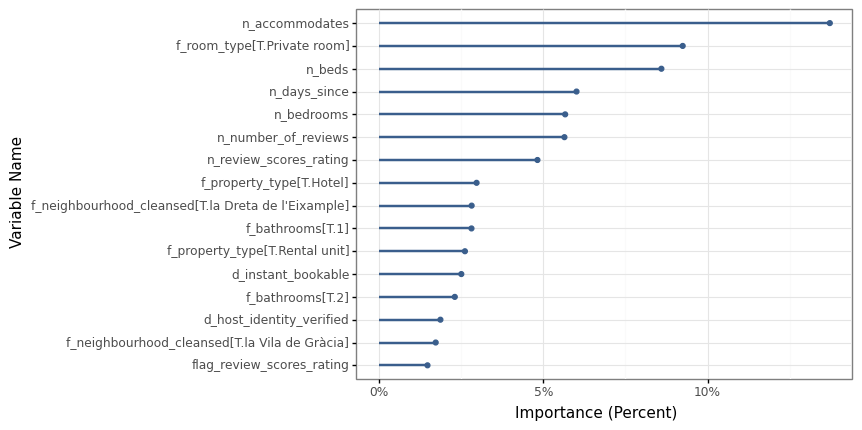 n_accommodates
f_room_type[T.Private room]
n_beds
n_days_since
n_bedrooms
n_number_of_reviews
n_review_scores_rating
f_property_type[T.Hotel]
f_neighbourhood_cleansed[T.la Dreta de l'Eixample]
f_bathrooms[T.1]
f_property_type[T.Rental unit]
d_instant_bookable
f_bathrooms[T.2]
d_host_identity_verified
f_neighbourhood_cleansed[T.la Vila de Gràcia]
flag_review_scores_rating
Variable Name
0% 5% 10%
Importance (Percent)